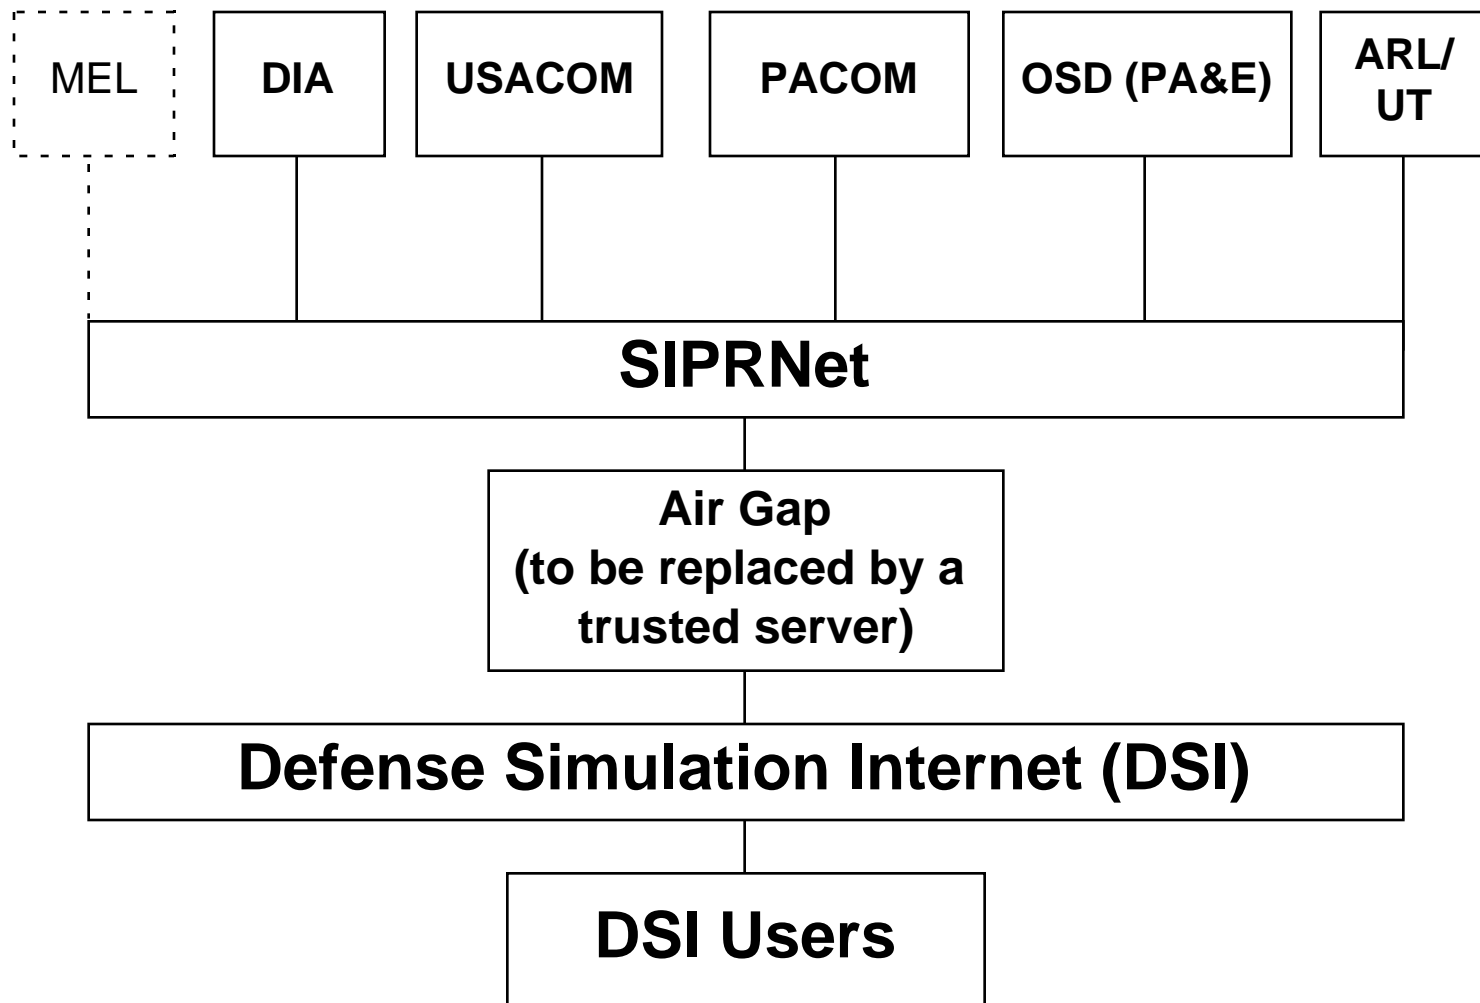 MEL
DIA
USACOM
PACOM
OSD (PA&E)
ARL/
UT
SIPRNet
Air Gap
(to be replaced by a
trusted server)
Defense Simulation Internet (DSI)
DSI Users